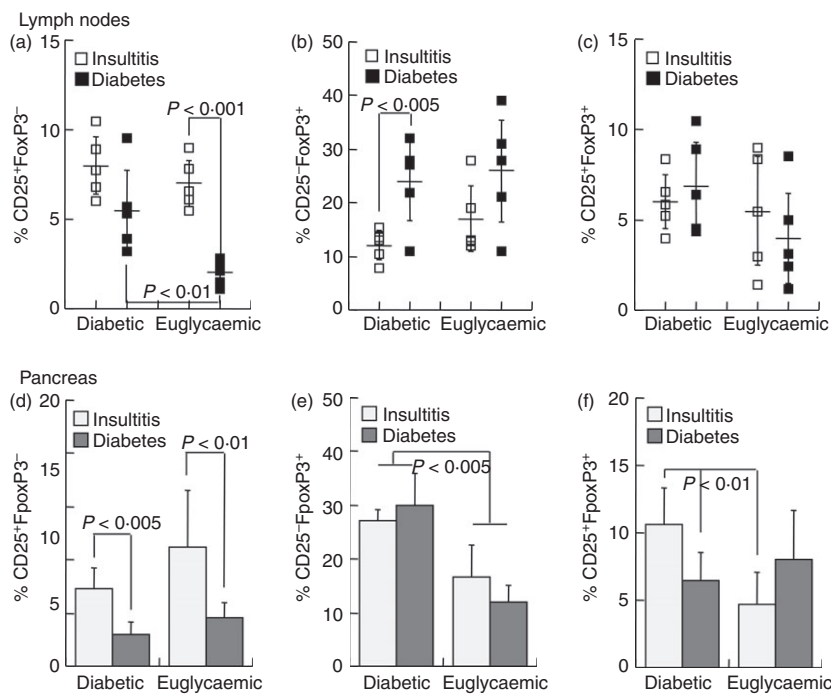 Lymph nodes
(a)
15
10
5
0
% CD25+FoxP3−
Insultitis
Diabetes
P < 0·001
P < 0·01
Diabetic Euglycaemic
(b)
50
40
30
20
10
0
% CD25−FoxP3+
Insultitis
Diabetes
P < 0·005
Diabetic Euglycaemic
(c)
15
10
5
0
% CD25+FoxP3+
Insultitis
Diabetes
Diabetic Euglycaemic
Pancreas
(d)
20
15
10
5
0
% CD25+FpoxP3−
Insultitis
Diabetes
P < 0·01
P < 0·005
Diabetic Euglycaemic
(e)
50
40
30
20
10
0
% CD25−FpoxP3+
Insultitis
Diabetes
P < 0·005
Diabetic Euglycaemic
(f)
20
15
10
5
0
% CD25+FpoxP3+
Insultitis
Diabetes
P < 0·01
Diabetic Euglycaemic